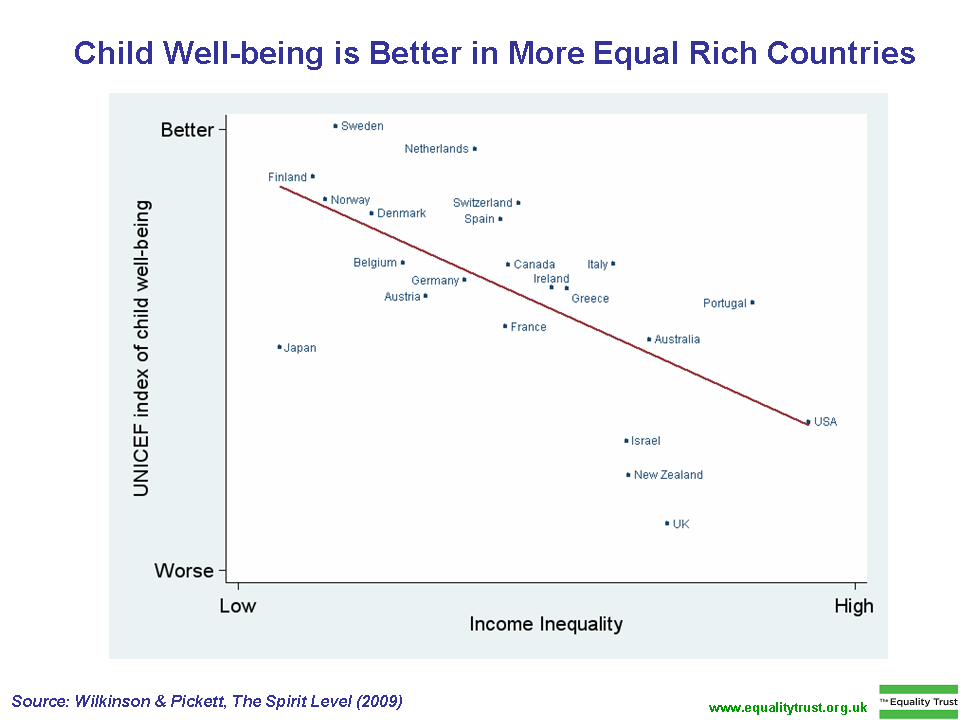 Child Well-being is Better in More Equal Rich Countries
Better
Sweden
Netherlands
Finland
Norway
Switzerland
Denmark
Spain
Belgium
Canada
Italy
Germany
Ireland
Austria
Greece
Portugal
France
Australia
Japan
USA
Israel
New Zealand
UK
UNICEF index of child well-being
Worse
Low
High
Income Inequality
Source: Wilkinson & Pickett, The Spirit Level (2009)
www.equalitytrust.org.uk
The Equality Trust